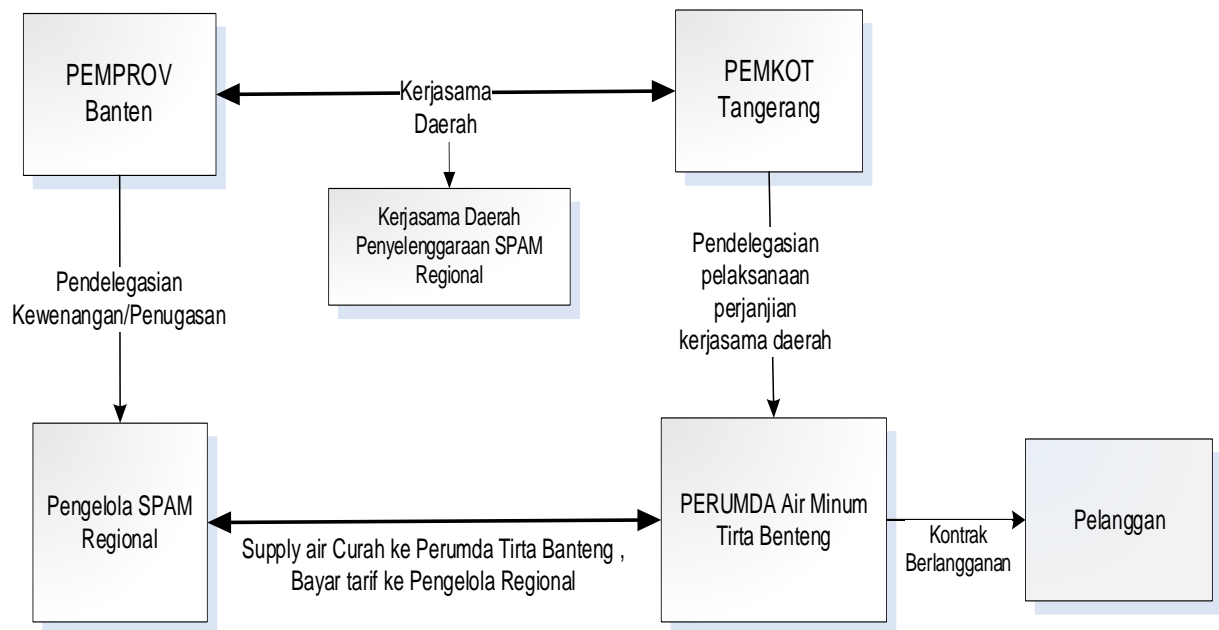 PEMPROV
Banten
Kerjasama
Daerah
PEMKOT
Tangerang
Kerjasama Daerah
Penyelenggaraan SPAM
Regional
Pendelegasian
Kewenangan/Penugasan
Pendelegasian
pelaksanaan
perjanjian
kerjasama daerah
Pengelola SPAM
Regional
Supply air Curah ke Perumda Tirta Banteng ,
Bayar tarif ke Pengelola Regional
PERUMDA Air Minum
Tirta Benteng
Kontrak
Berlangganan
Pelanggan